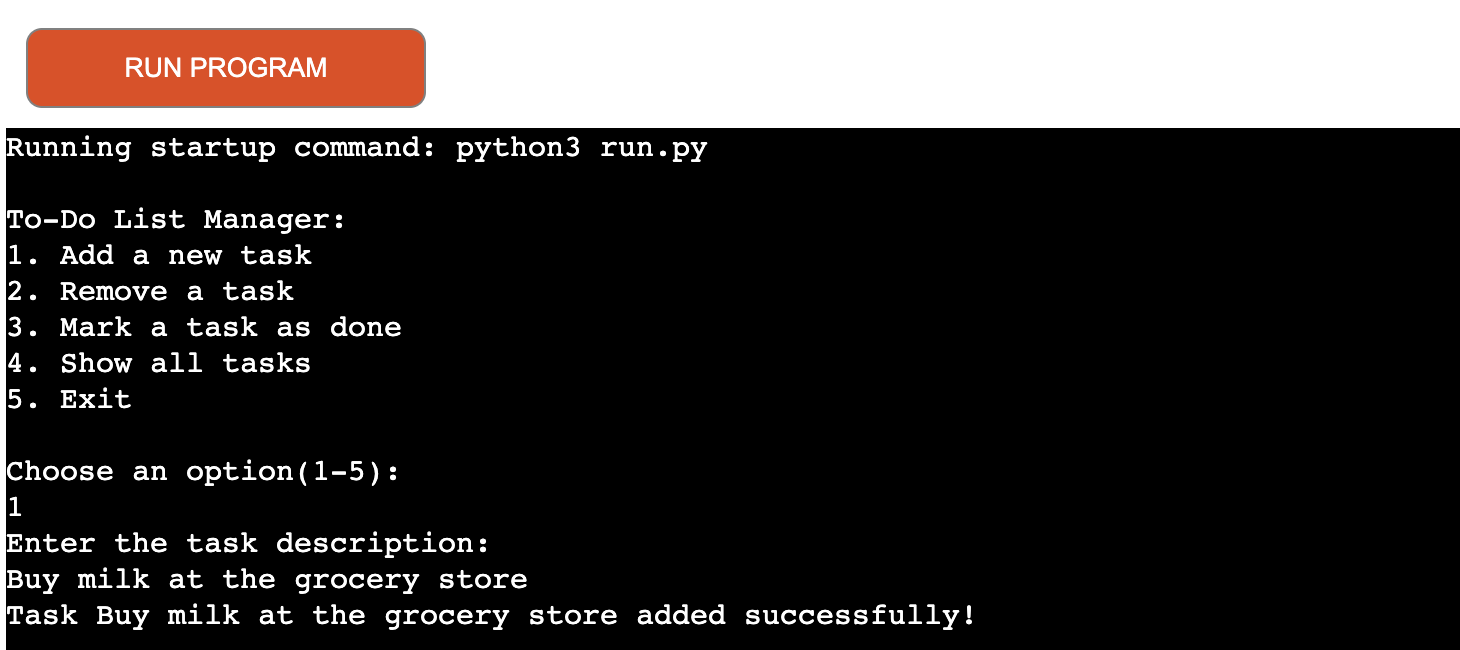 RUN PROGRAM
Running startup command: python3 run.py
To-Do List Manager:
1. Add a new task
2. Remove a task
3. Mark a task as done
4. Show all tasks
5. Exit
Choose an option(1-5):
1
Enter the task description:
Buy milk at the grocery store
Task Buy milk at the grocery store added successfully!